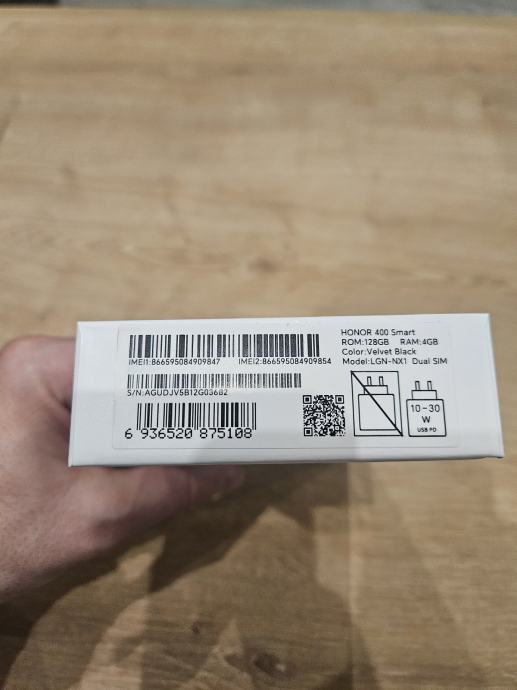 HONOR 400 Smart
ROM:128GB RAM:4GB
Color:Velvet Black
Model:LGN-NX1 Dual SIM
IMEI1:866595084909847 IMEI2:866595084909854
S/N:AGUDJV5B12G03682
6 936520 875108
10-30
W
USB PD